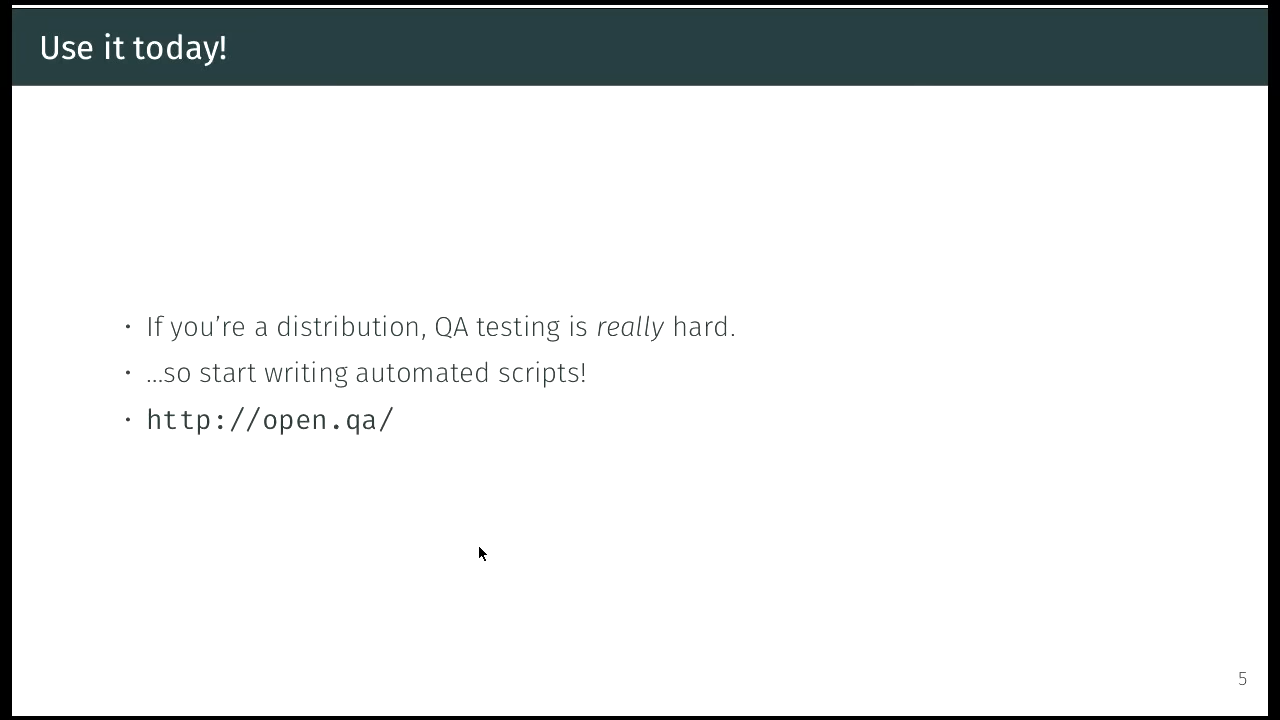 Use it today!
• If you’re a distribution, QA testing is really hard.
• …so start writing automated scripts!
• http://open.qa/
5